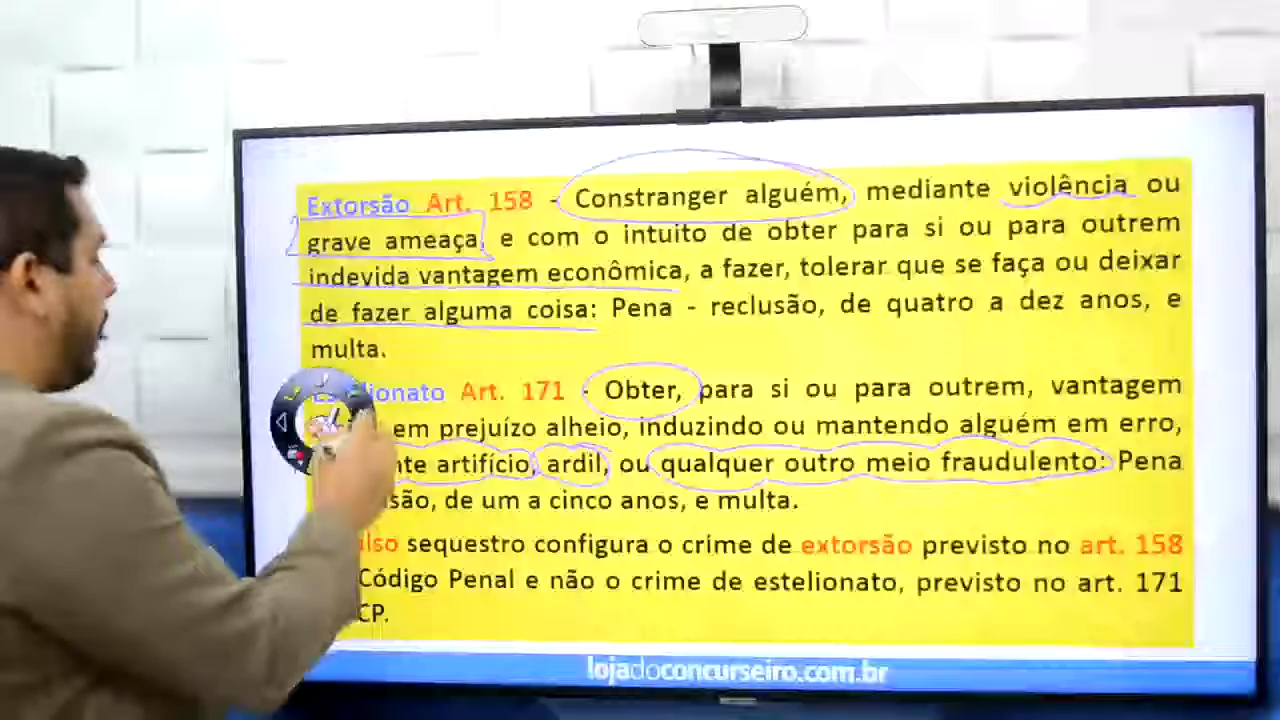 Extorsão Art. 158 - Constranger alguém, mediante violência ou
grave ameaça, e com o intuito de obter para si ou para outrem
indevida vantagem econômica, a fazer, tolerar que se faça ou deixar
de fazer alguma coisa: Pena - reclusão, de quatro a dez anos, e
multa.
Art. 171 - Obter, para si ou para outrem, vantagem
em prejuízo alheio, induzindo ou mantendo alguém em erro,
artifício, ardil, ou qualquer outro meio fraudulento: Pena
de um a cinco anos, e multa.
sequestro configura o crime de extorsão previsto no art. 158
Código Penal e não o crime de estelionato, previsto no art. 171
CP.
lojadoconcurseiro.com.br